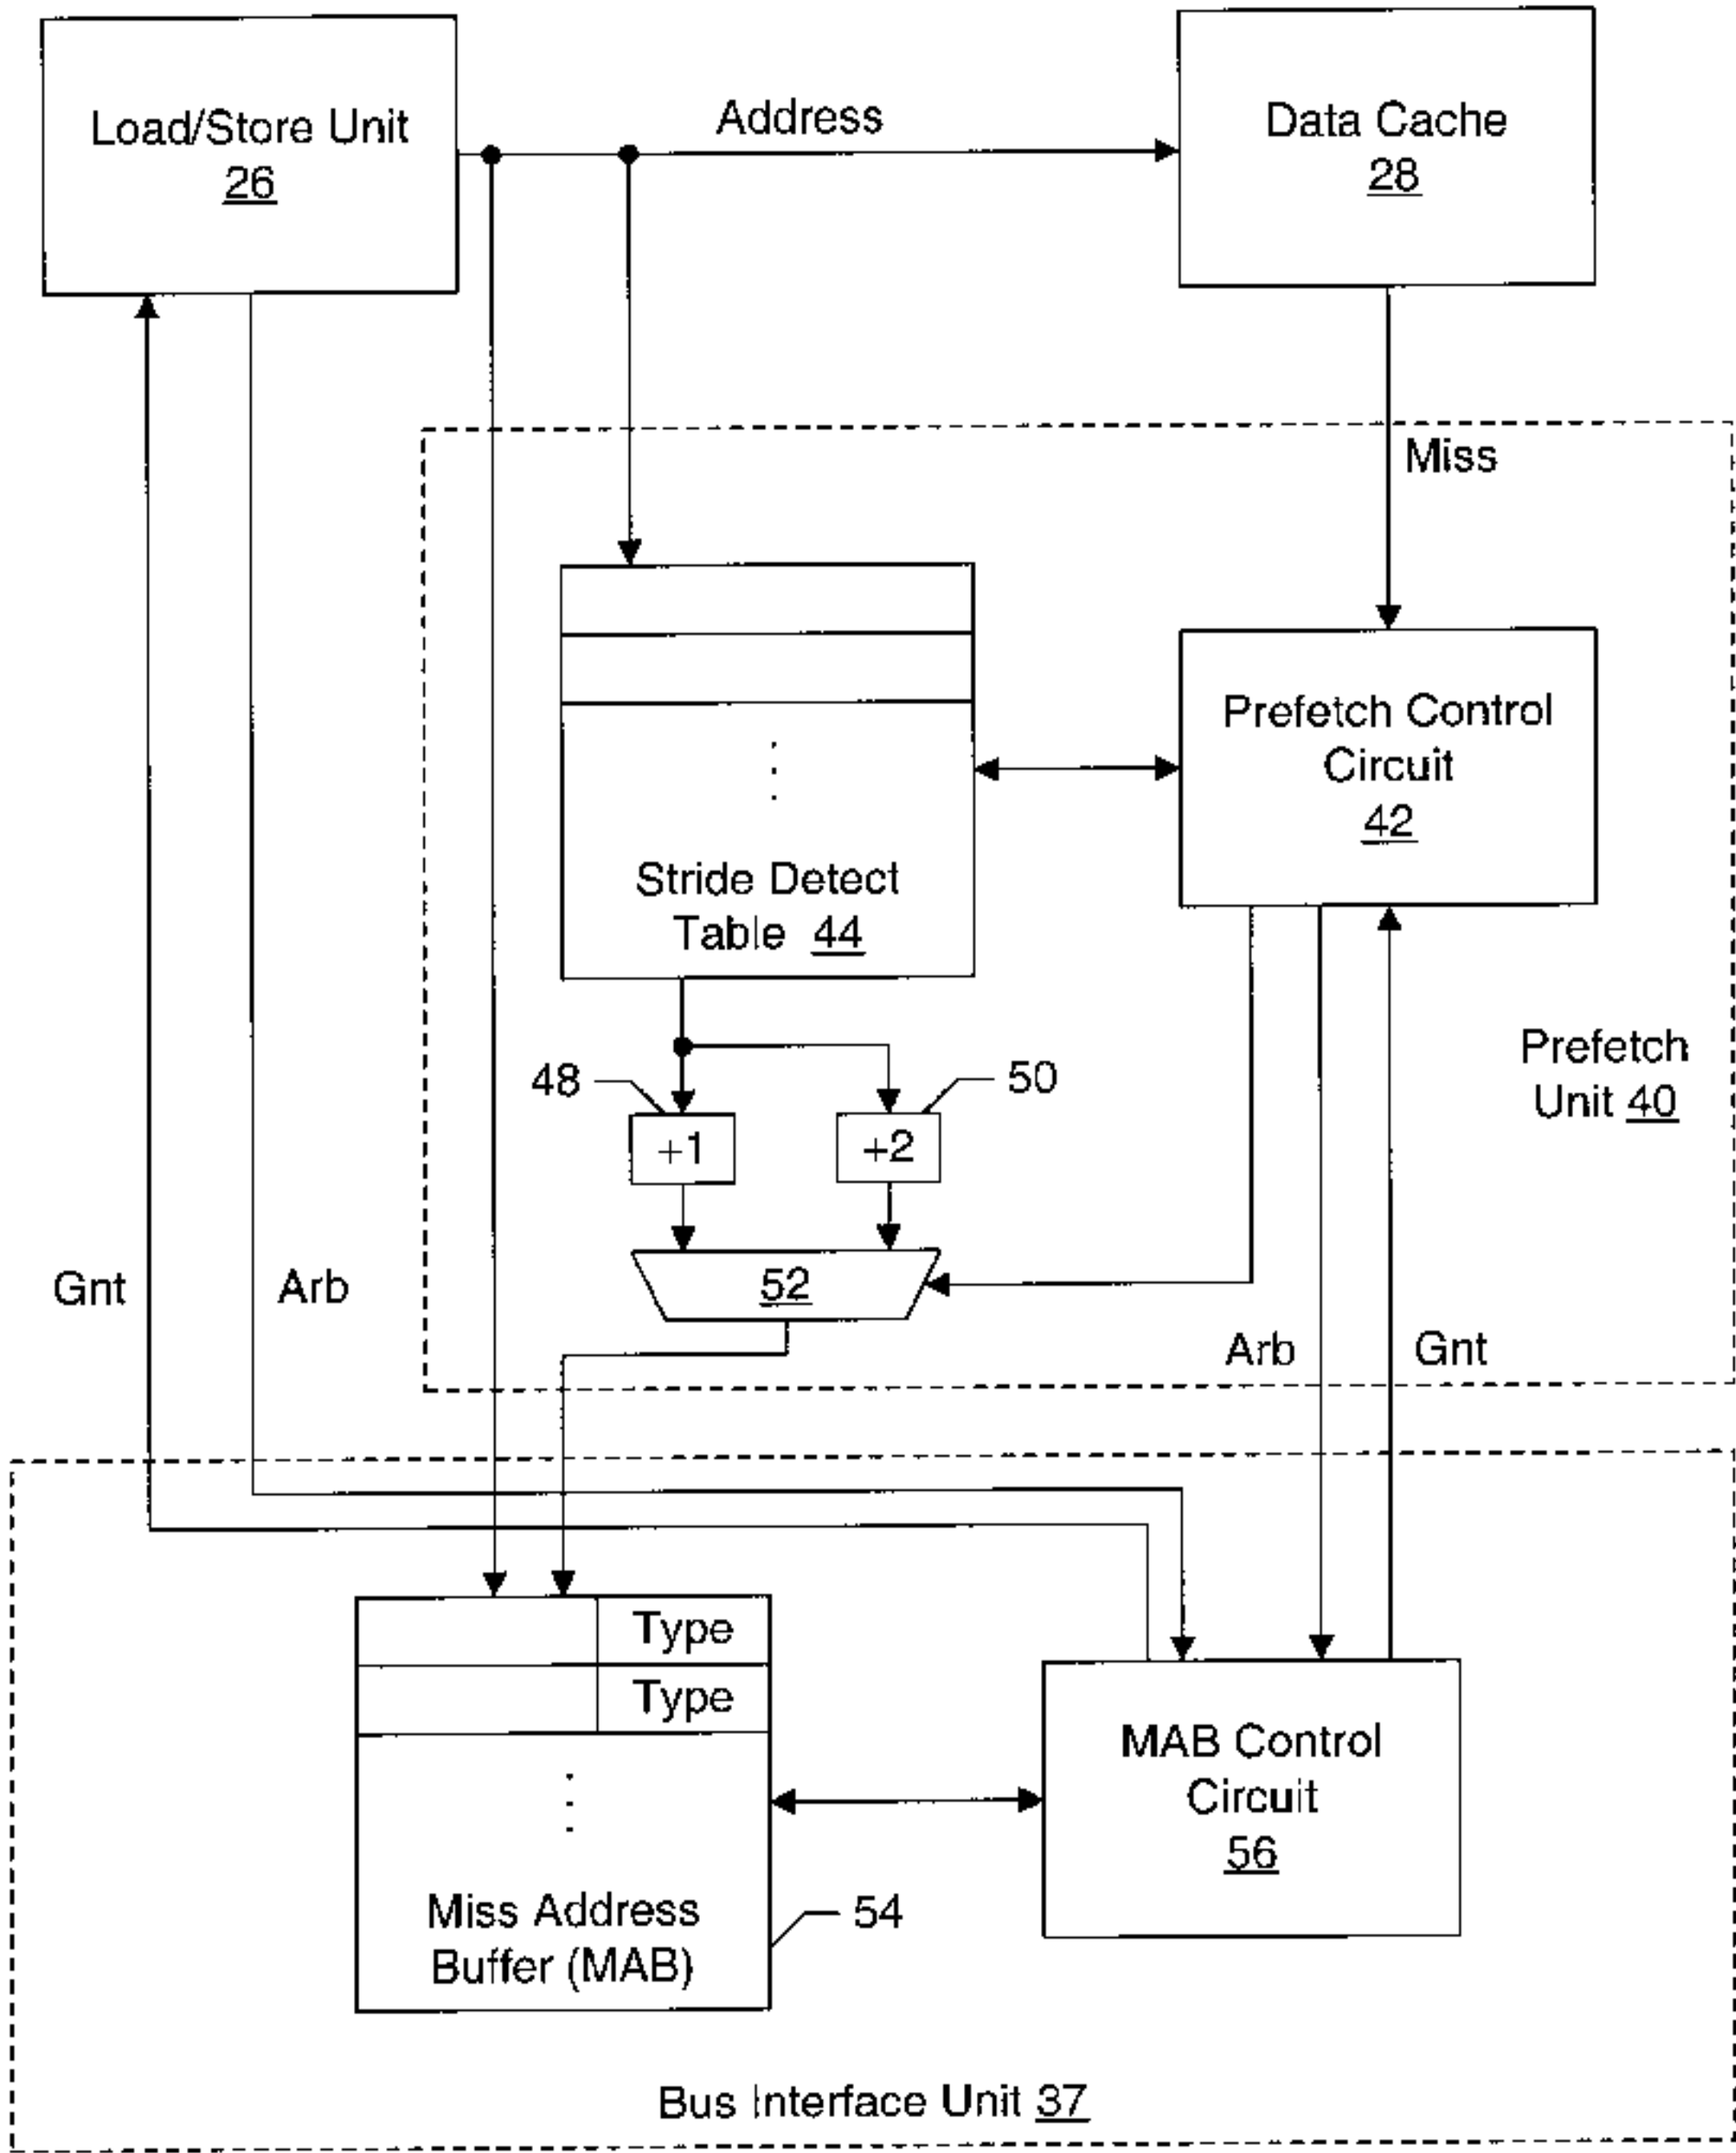 Load/Store Unit
26
Address
Data Cache
28
Miss
Prefetch Control
Circuit
42
Stride Detect
Table 44
Prefetch
Unit 40
48
50
+1
+2
52
Gnt
Arb
Arb
Gnt
Type
Type
MAB Control
Circuit
56
Miss Address
Buffer (MAB)
54
Bus Interface Unit 37